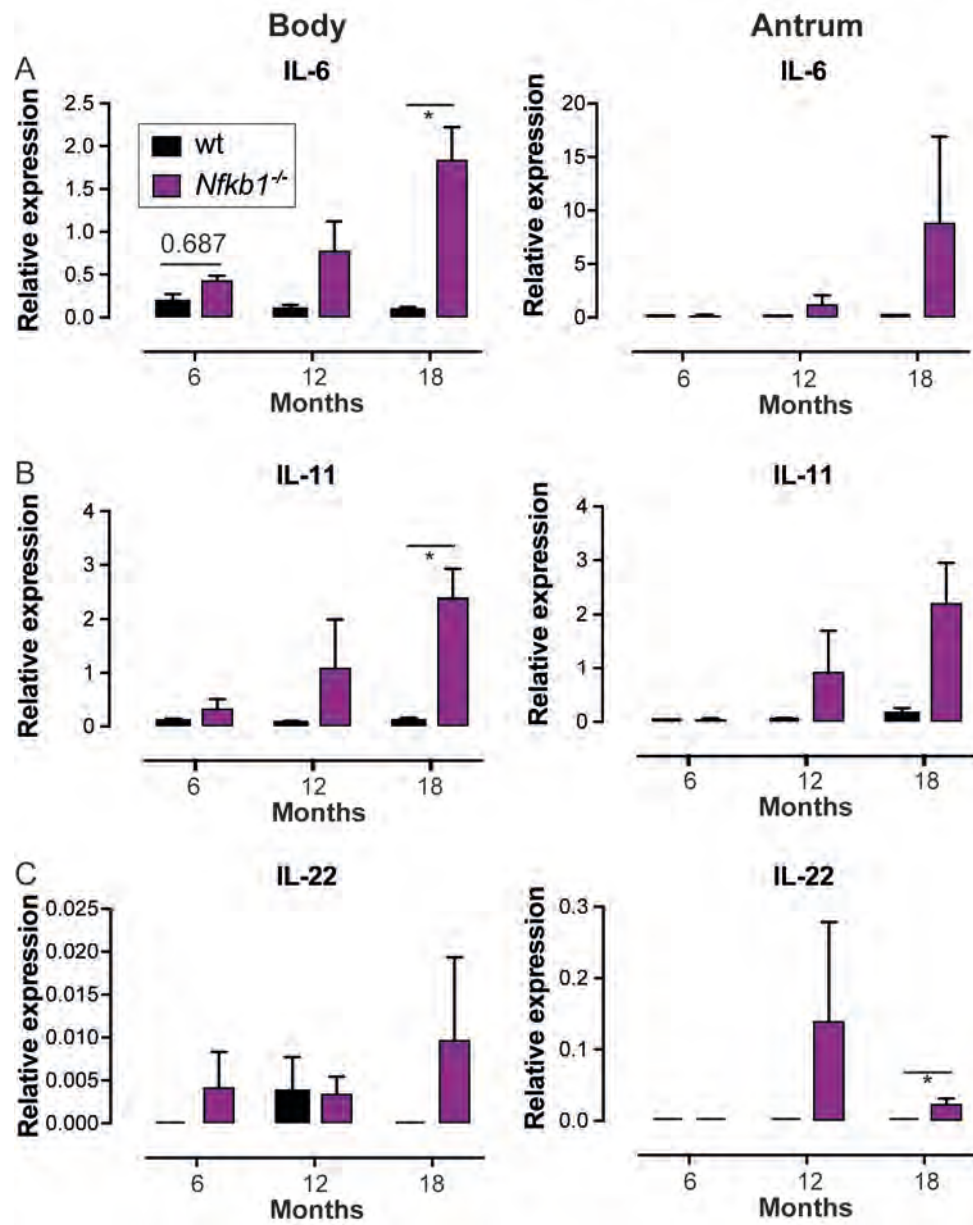 Body
Antrum
A
IL-6
Relative expression
2.5
2.0
1.5
1.0
0.5
0.0
wt
Nfkb1-/-
0.687
*
6
12
18
Months
IL-6
Relative expression
20
15
10
5
0
6
12
18
Months
B
IL-11
Relative expression
4
3
2
1
0
*
6
12
18
Months
IL-11
Relative expression
4
3
2
1
0
6
12
18
Months
C
IL-22
Relative expression
0.025
0.020
0.015
0.010
0.005
0.000
6
12
18
Months
IL-22
Relative expression
0.3
0.2
0.1
0.0
*
6
12
18
Months